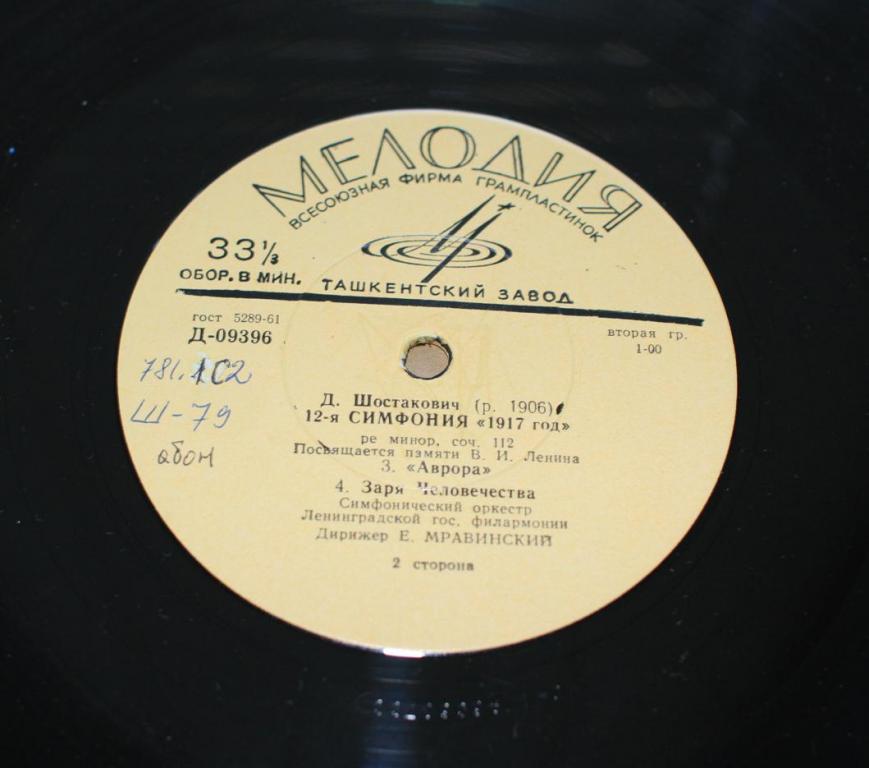 МЕЛОДИЯ
ВСЕСОЮЗНАЯ ФИРМА ГРАМПЛАСТИНОК
33⅓
ОБОР. В МИН.
ТАШКЕНТСКИЙ ЗАВОД
гост 5289-61
Д-09396
вторая гр.
1-00
Ш-79
абон
Д. Шостакович (р. 1906)
12-я СИМФОНИЯ «1917 год»
ре минор, соч. 112
Посвящается памяти В. И. Ленина
3. «Аврора»
4. Заря Человечества
Симфонический оркестр
Ленинградской гос. филармонии
Дирижер Е. МРАВИНСКИЙ
2 сторона